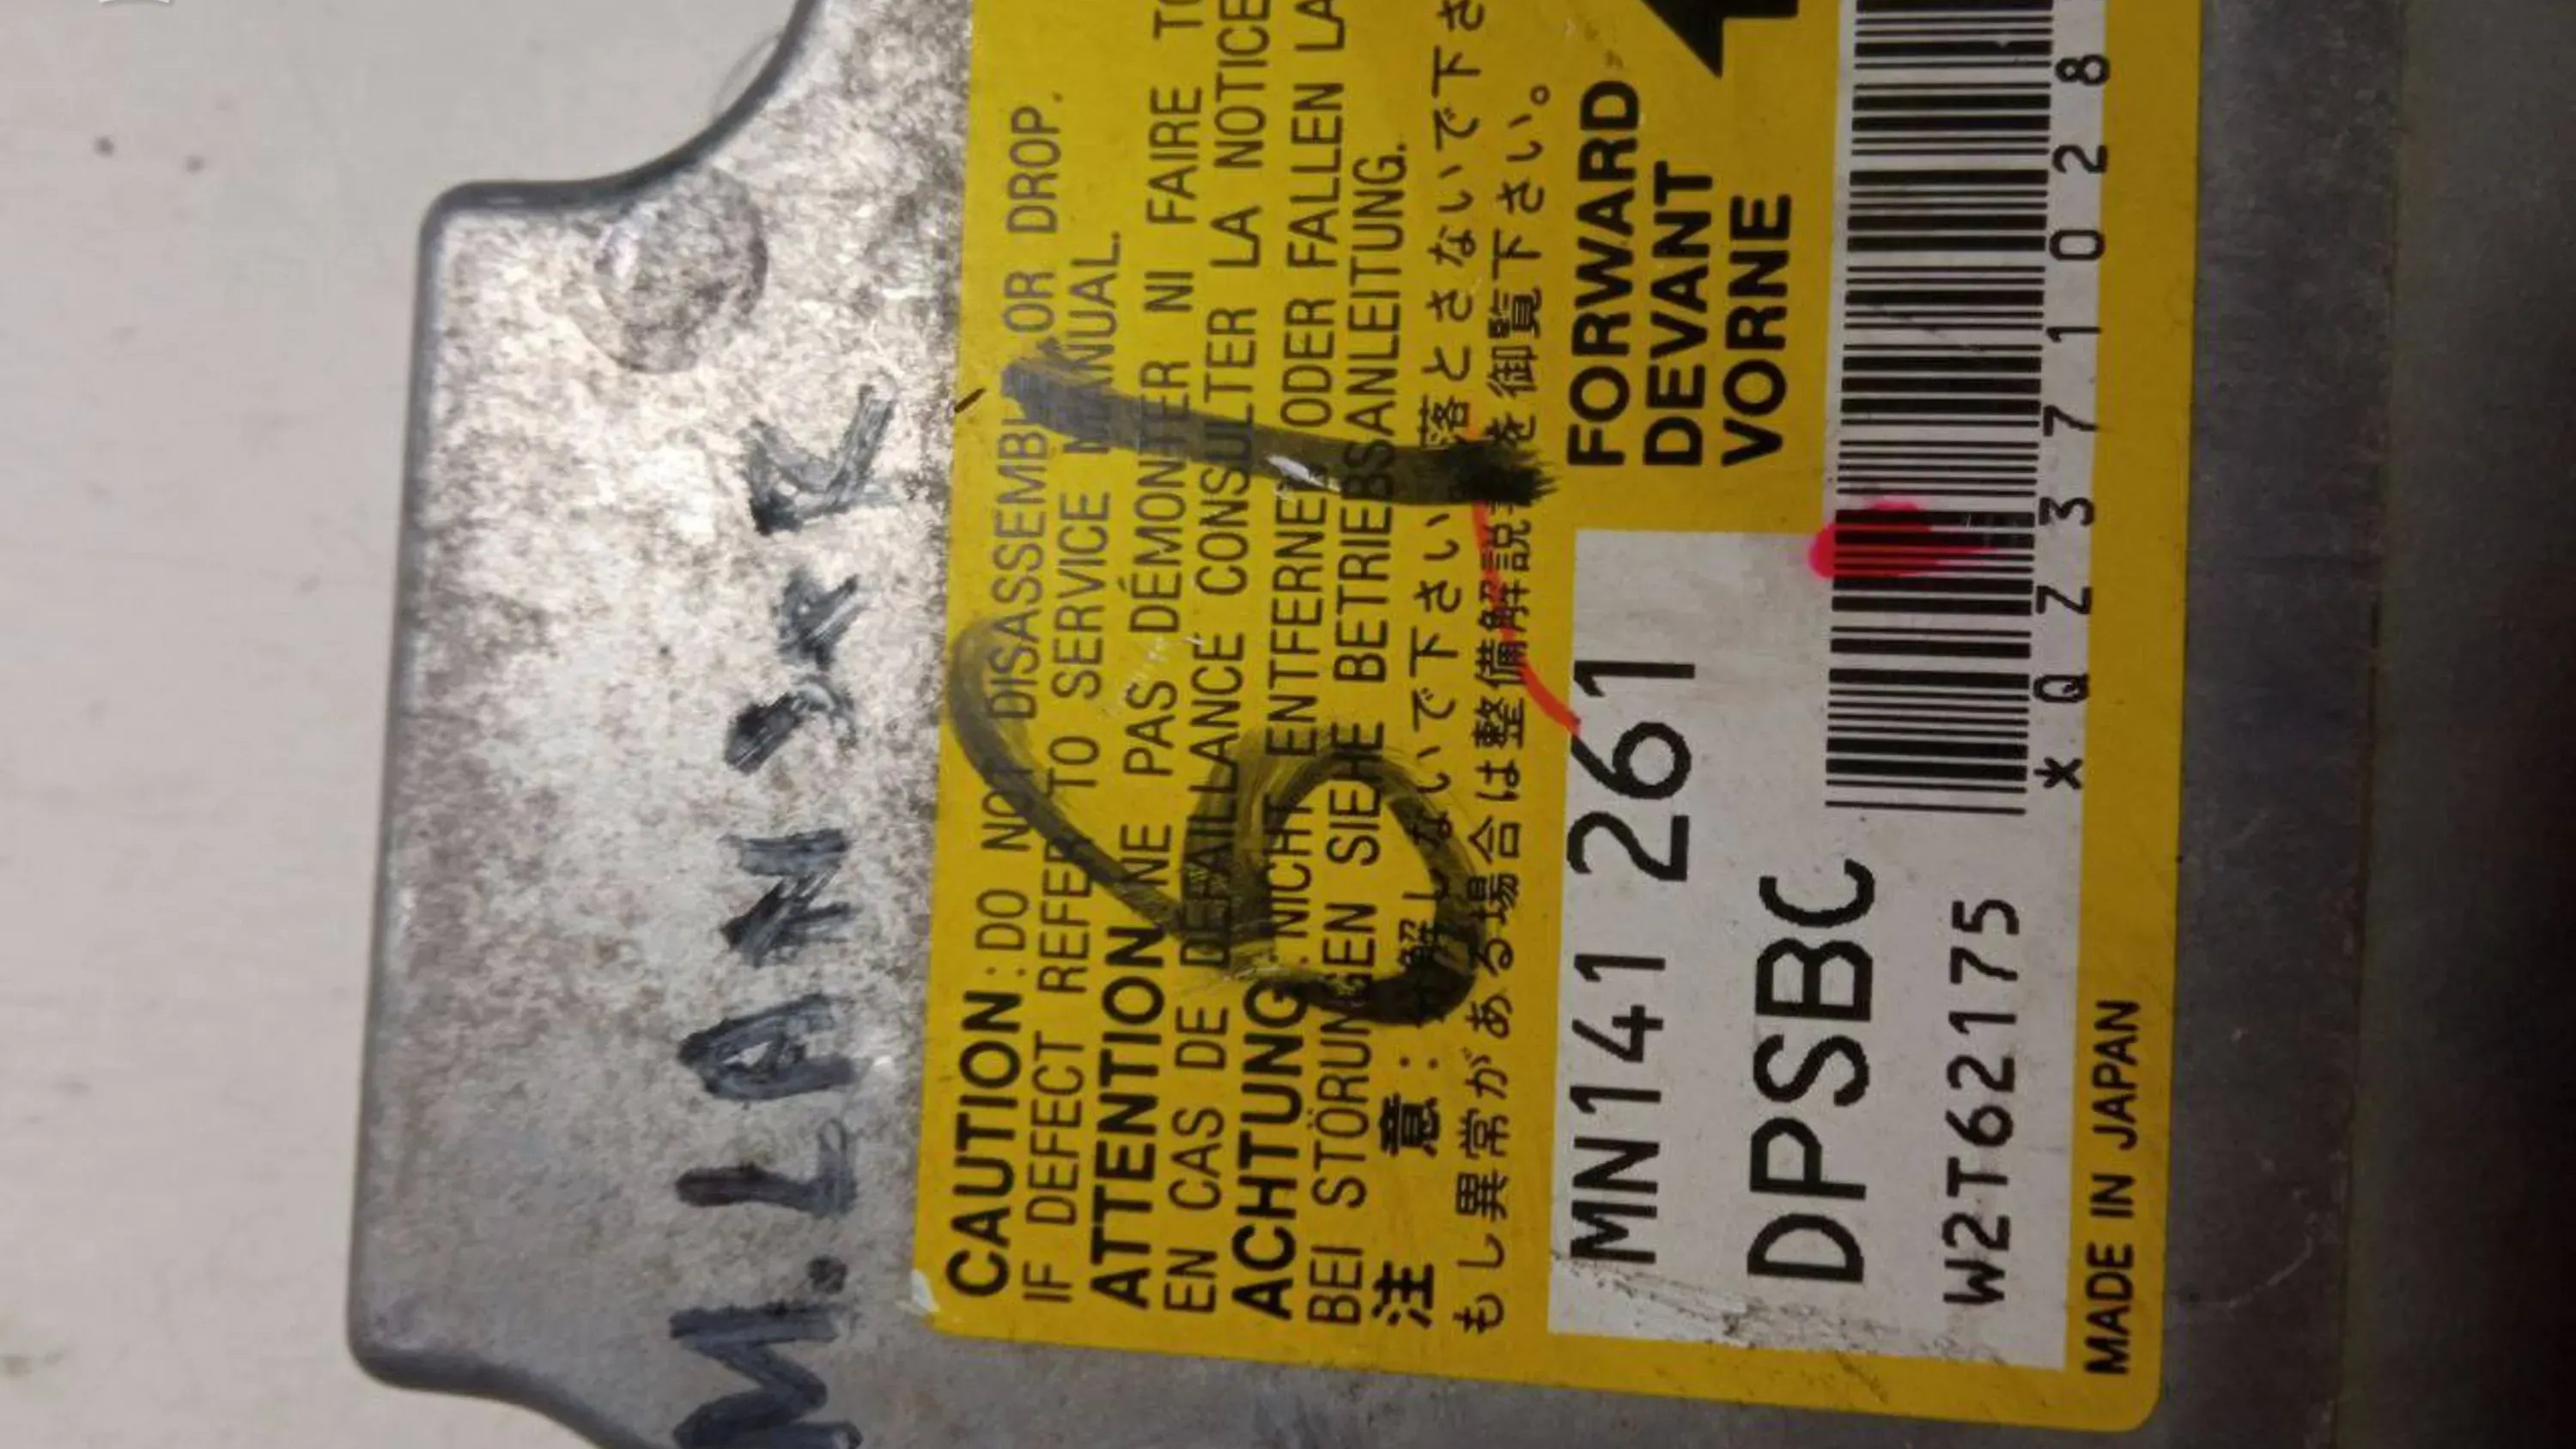 CAUTION : DO NOT DISASSEMBLE OR DROP.
IF DEFECT REFER TO SERVICE MANUAL.
ATTENTION : NE PAS DÉMONTER NI FAIRE
EN CAS DE DEFAILLANCE CONSULTER LA NOTICE
ACHTUNG : NICHT ENTFERNEN ODER FALLEN LA
BEI STÖRUNGEN SIEHE BETRIEBSANLEITUNG.
注 意 : 分解しないで下さい 落とさないで下さ
もし異常がある場合は整備解説書を御覧下さい。
FORWARD
DEVANT
VORNE
MN141 261
DPSBC
W2T62175
*QZ371028
MADE IN JAPAN
M.LAN
61